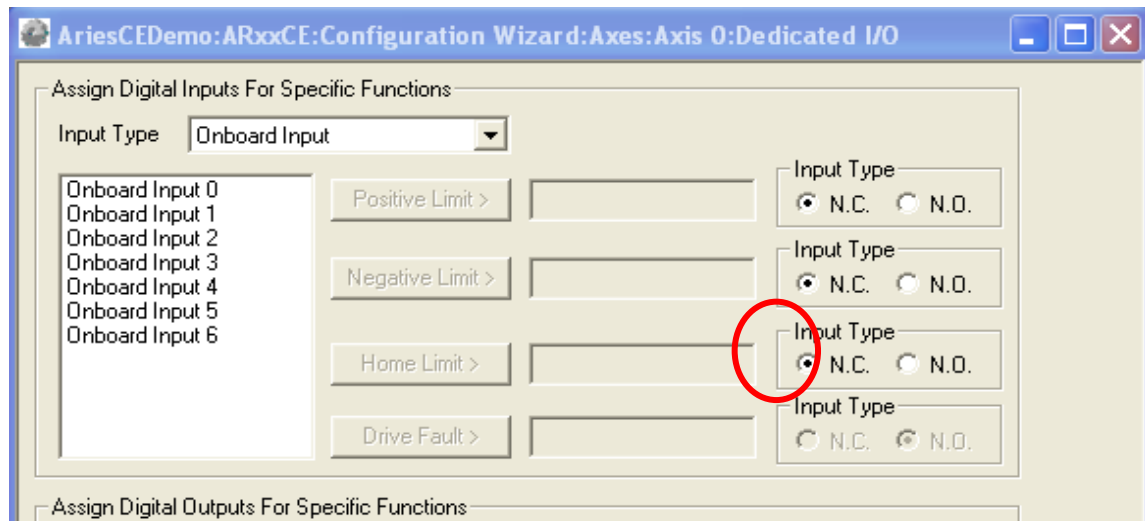 AriesCEDemo:ARxxCE:Configuration Wizard:Axes:Axis 0:Dedicated I/O
Assign Digital Inputs For Specific Functions
Input Type Onboard Input
Onboard Input 0
Onboard Input 1
Onboard Input 2
Onboard Input 3
Onboard Input 4
Onboard Input 5
Onboard Input 6
Positive Limit >
Input Type
N.C. N.O.
Negative Limit >
Input Type
N.C. N.O.
Home Limit >
Input Type
N.C. N.O.
Drive Fault >
Input Type
N.C. N.O.
Assign Digital Outputs For Specific Functions